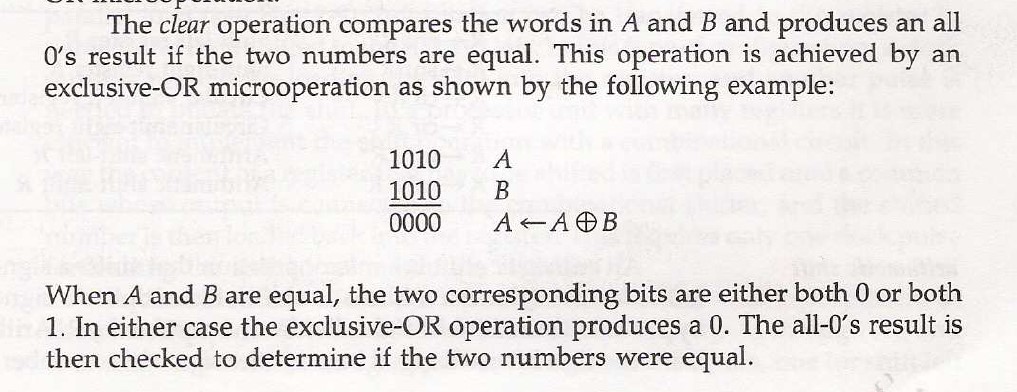 The clear operation compares the words in A and B and produces an all
0's result if the two numbers are equal. This operation is achieved by an
exclusive-OR microoperation as shown by the following example:
1010 A
1010 B
0000 A ← A ⊕ B
When A and B are equal, the two corresponding bits are either both 0 or both
1. In either case the exclusive-OR operation produces a 0. The all-0's result is
then checked to determine if the two numbers were equal.